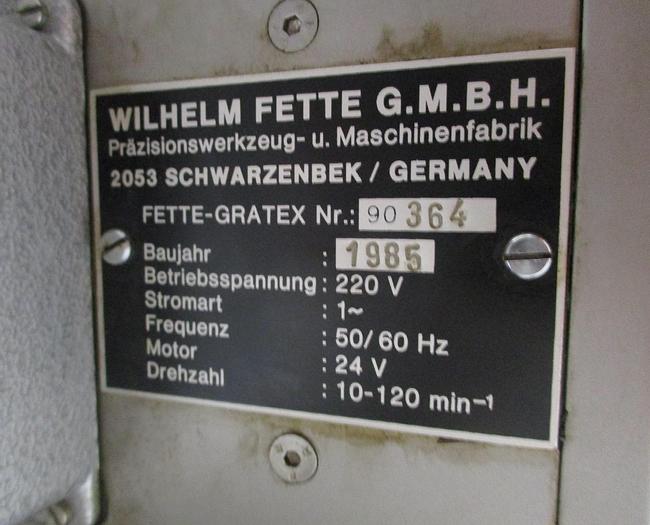 WILHELM FETTE G.M.B.H.
Präzisionswerkzeug- u. Maschinenfabrik
2053 SCHWARZENBEK / GERMANY
FETTE-GRATEX Nr.: 90 364
Baujahr : 1985
Betriebsspannung : 220 V
Stromart : 1~
Frequenz : 50/60 Hz
Motor : 24 V
Drehzahl : 10-120 min⁻¹